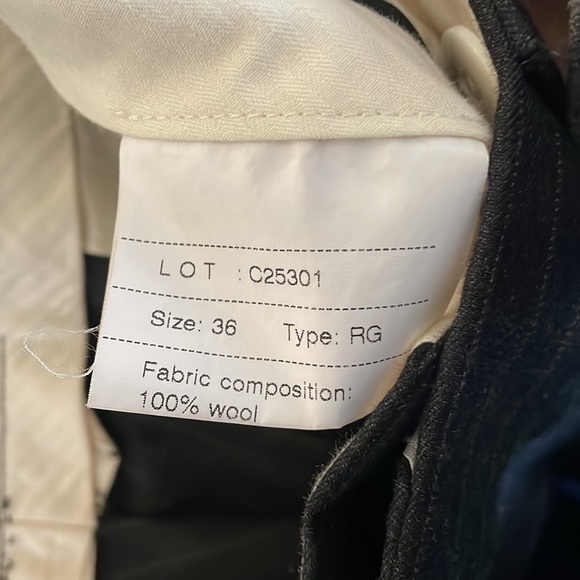 LOT : C25301
Size: 36 Type: RG
Fabric composition:
100% wool